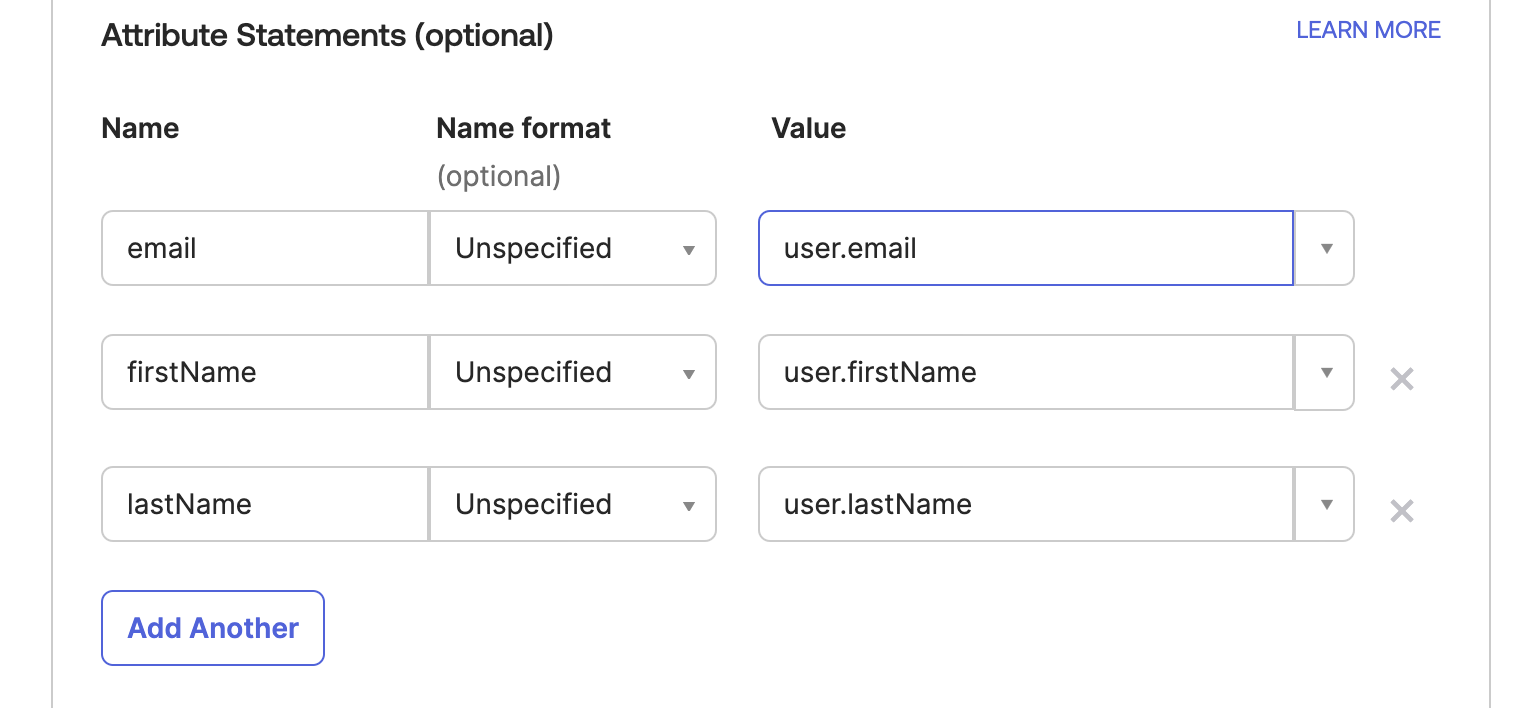 Attribute Statements (optional) LEARN MORE
Name Name format Value
(optional)
email Unspecified user.email
firstName Unspecified user.firstName
lastName Unspecified user.lastName
Add Another